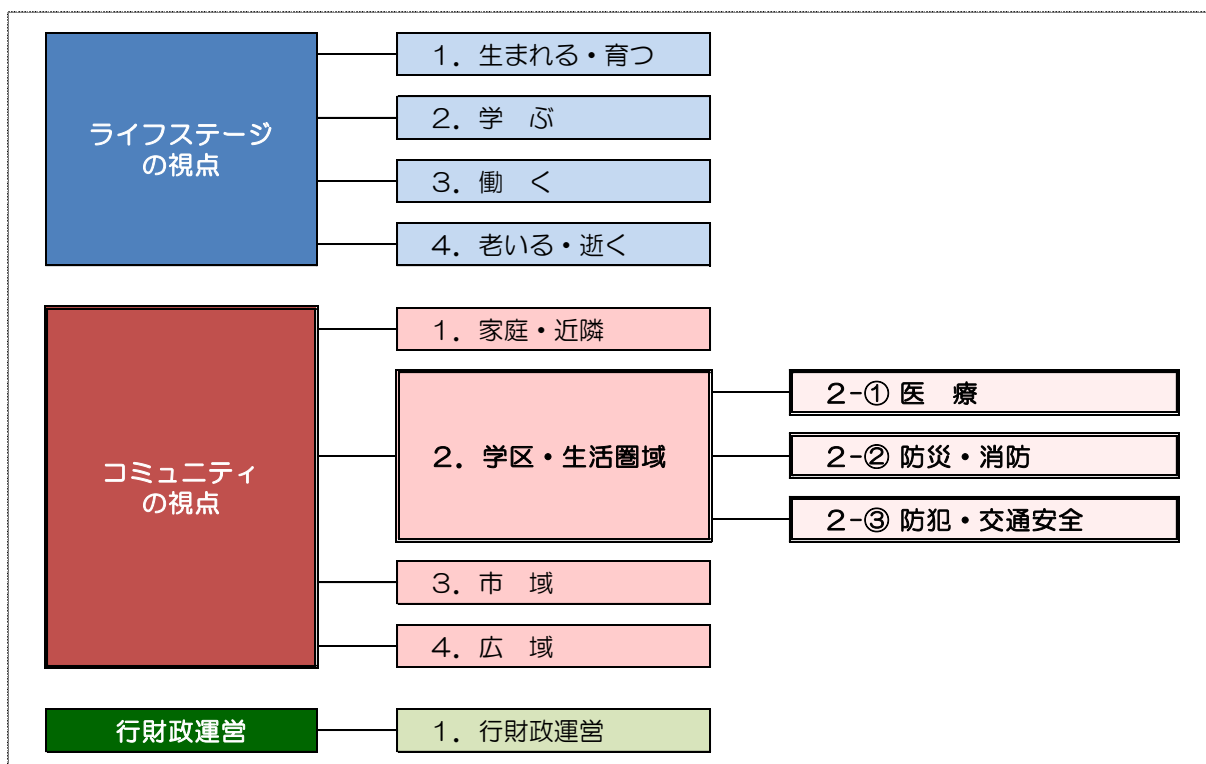 ライフステージ
の視点
１．生まれる・育つ
２．学　ぶ
３．働　く
４．老いる・逝く
コミュニティ
の視点
１．家庭・近隣
２．学区・生活圏域
２-① 医　療
２-② 防災・消防
２-③ 防犯・交通安全
３．市　域
４．広　域
行財政運営
１．行財政運営